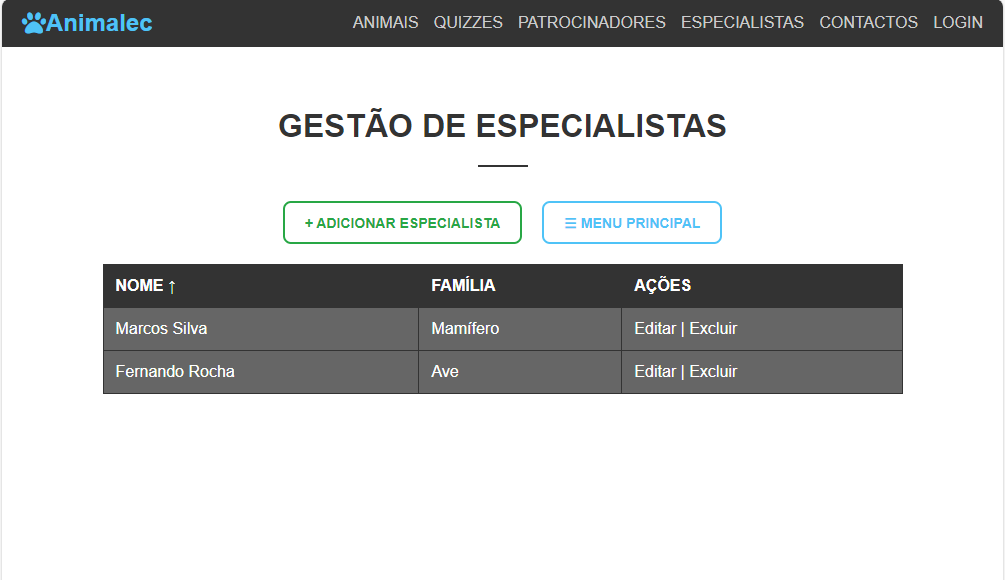 Animalec ANIMAIS QUIZZES PATROCINADORES ESPECIALISTAS CONTACTOS LOGIN
GESTÃO DE ESPECIALISTAS
+ ADICIONAR ESPECIALISTA ☰ MENU PRINCIPAL
NOME ↑ FAMÍLIA AÇÕES
Marcos Silva Mamífero Editar | Excluir
Fernando Rocha Ave Editar | Excluir